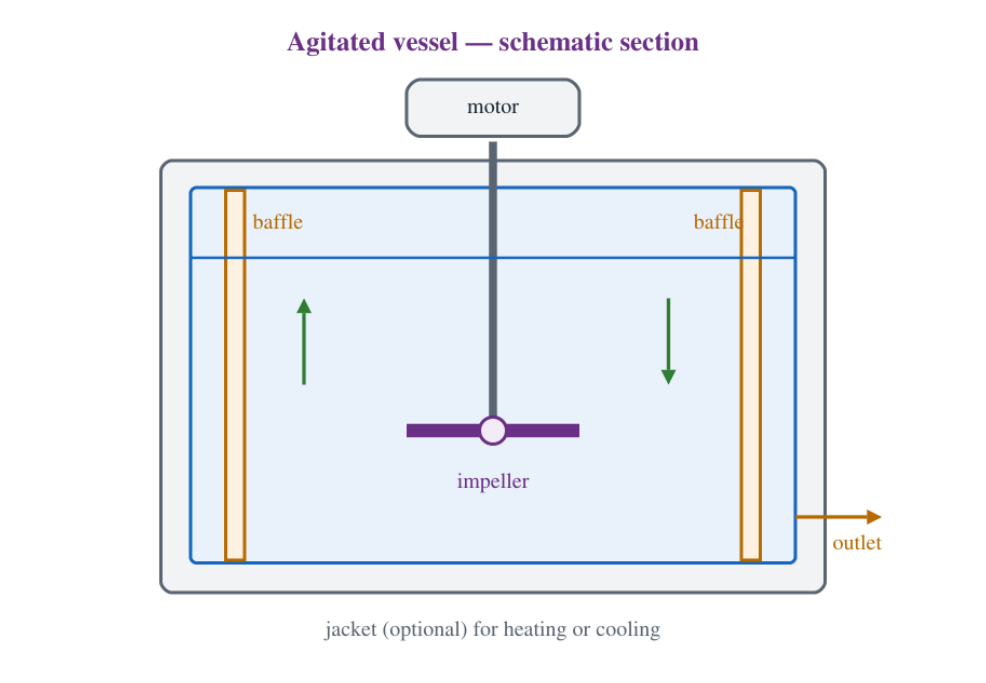 Agitated vessel — schematic section
motor
baffle
baffle
impeller
outlet
jacket (optional) for heating or cooling